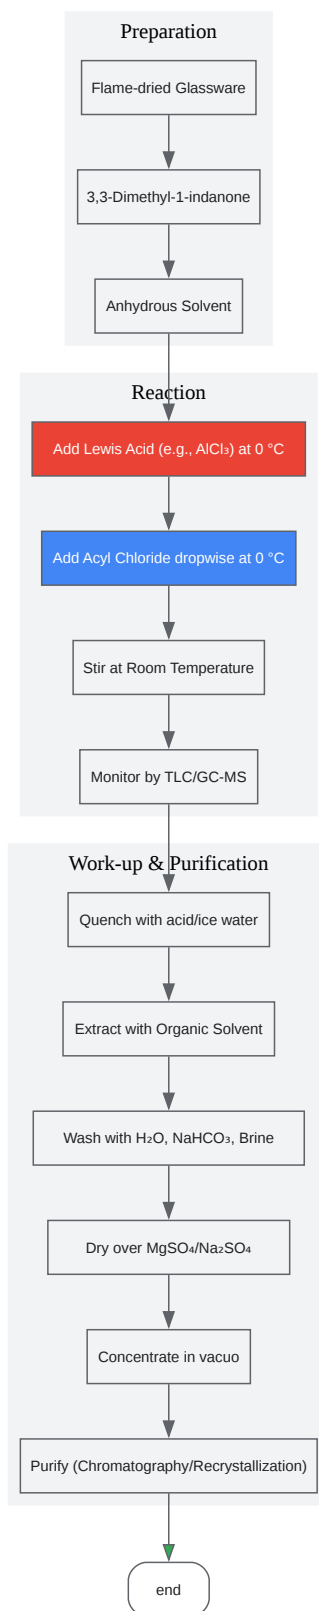 Preparation
Flame-dried Glassware
3,3-Dimethyl-1-indanone
Anhydrous Solvent
Reaction
Add Lewis Acid (e.g., AlCl₃) at 0 °C
Add Acyl Chloride dropwise at 0 °C
Stir at Room Temperature
Monitor by TLC/GC-MS
Work-up & Purification
Quench with acid/ice water
Extract with Organic Solvent
Wash with H₂O, NaHCO₃, Brine
Dry over MgSO₄/Na₂SO₄
Concentrate in vacuo
Purify (Chromatography/Recrystallization)
end